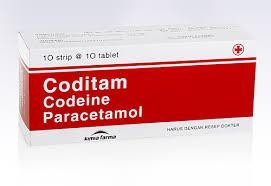 10 strip @ 10 tablet
Coditam
Codeine
Paracetamol
kimia farma
HARUS DENGAN RESEP DOKTER